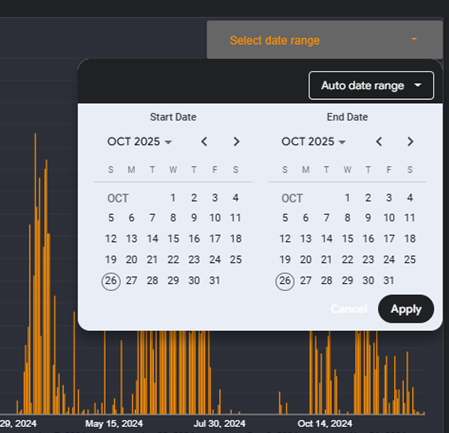 Select date range
Auto date range
Start Date End Date
OCT 2025 OCT 2025
S M T W T F S S M T W T F S
OCT 1 2 3 4 OCT 1 2 3 4
5 6 7 8 9 10 11 5 6 7 8 9 10 11
12 13 14 15 16 17 18 12 13 14 15 16 17 18
19 20 21 22 23 24 25 19 20 21 22 23 24 25
26 27 28 29 30 31 26 27 28 29 30 31
Cancel Apply
29, 2024 May 15, 2024 Jul 30, 2024 Oct 14, 2024